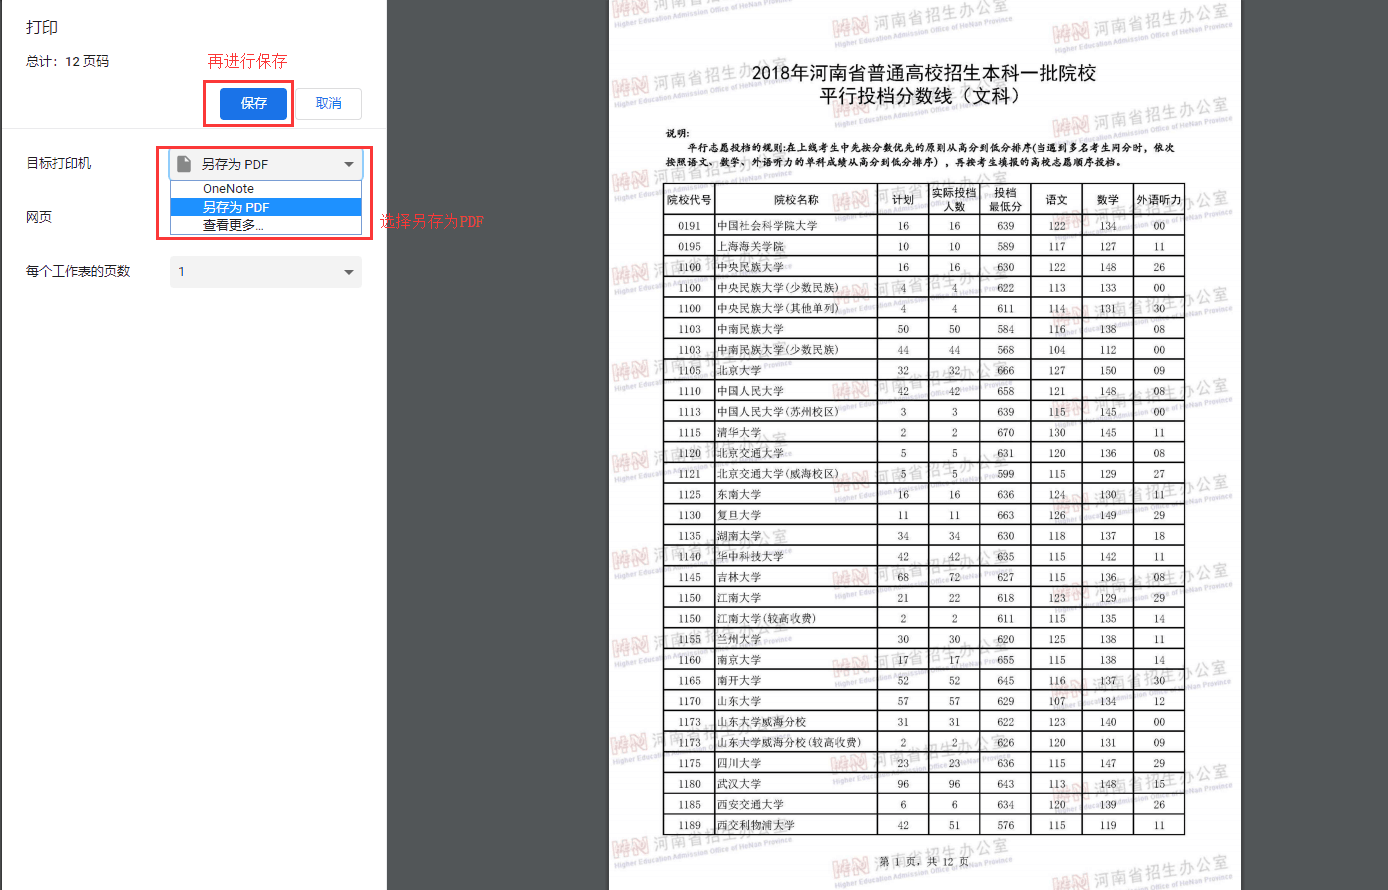 打印
总计：12 页码
再进行保存
保存
取消
目标打印机
另存为 PDF
OneNote
另存为 PDF
查看更多...
选择另存为PDF
网页
每个工作表的页数
1
2018年河南省普通高校招生本科一批院校
平行投档分数线（文科）
说明:
平行志愿投档的规则:在上线考生中先按分数优先的原则从高分到低分排序(当遇到多名考生同分时，依次
按照语文、数学、外语听力的单科成绩从高分到低分排序)，再按考生填报的高校志愿顺序投档。
院校代号 院校名称 计划 实际投档人数 投档最低分 语文 数学 外语听力
0191 中国社会科学院大学 16 16 639 122 134 00
0195 上海海关学院 10 10 589 117 127 11
1100 中央民族大学 16 16 630 122 148 26
1100 中央民族大学(少数民族) 4 4 622 113 133 00
1100 中央民族大学(其他单列) 4 4 611 114 131 30
1103 中南民族大学 50 50 584 116 138 08
1103 中南民族大学(少数民族) 44 44 568 104 112 00
1105 北京大学 32 32 666 127 150 09
1110 中国人民大学 42 42 658 121 148 08
1113 中国人民大学(苏州校区) 3 3 639 115 145 00
1115 清华大学 2 2 670 130 145 11
1120 北京交通大学 5 5 631 120 136 08
1121 北京交通大学(威海校区) 5 5 599 115 129 27
1125 东南大学 16 16 636 124 130 11
1130 复旦大学 11 11 663 126 149 29
1135 湖南大学 34 34 630 118 137 18
1140 华中科技大学 42 42 635 115 142 11
1145 吉林大学 68 72 627 115 136 08
1150 江南大学 21 22 618 123 129 29
1150 江南大学(较高收费) 2 2 611 115 135 14
1155 兰州大学 30 30 620 125 138 11
1160 南京大学 17 17 655 115 138 14
1165 南开大学 52 52 645 116 137 30
1170 山东大学 57 57 629 107 134 12
1173 山东大学威海分校 31 31 622 123 140 00
1173 山东大学威海分校(较高收费) 2 2 626 120 131 09
1175 四川大学 23 23 636 115 147 29
1180 武汉大学 96 96 643 113 148 15
1185 西安交通大学 6 6 634 120 139 26
1189 西交利物浦大学 42 51 576 115 119 11
第 1 页，共 12 页
河南省招生办公室
Higher Education Admission Office of HeNan Province